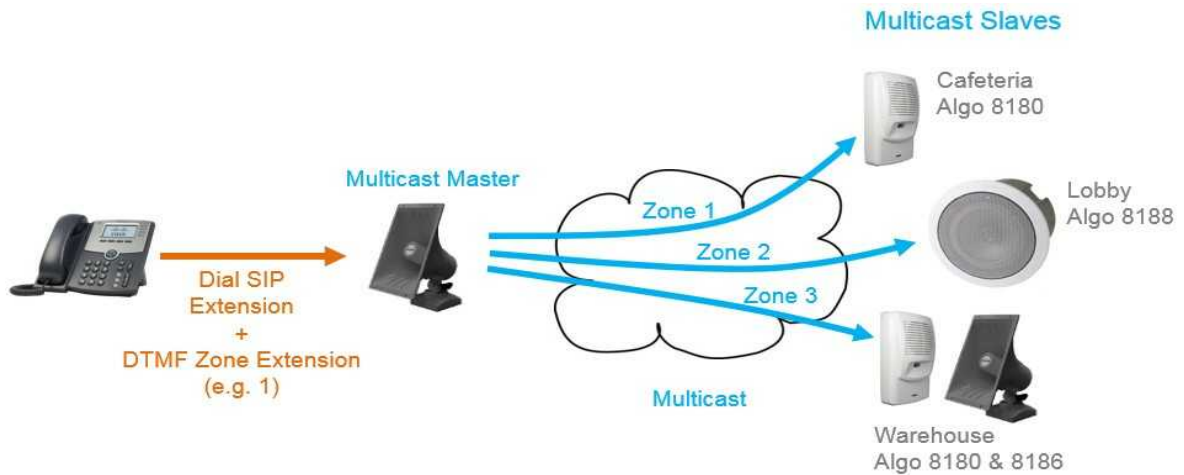 Multicast Slaves
Cafeteria
Algo 8180
Multicast Master
Zone 1
Lobby
Algo 8188
Zone 2
Dial SIP
Extension
+
DTMF Zone Extension
(e.g. 1)
Zone 3
Multicast
Warehouse
Algo 8180 & 8186